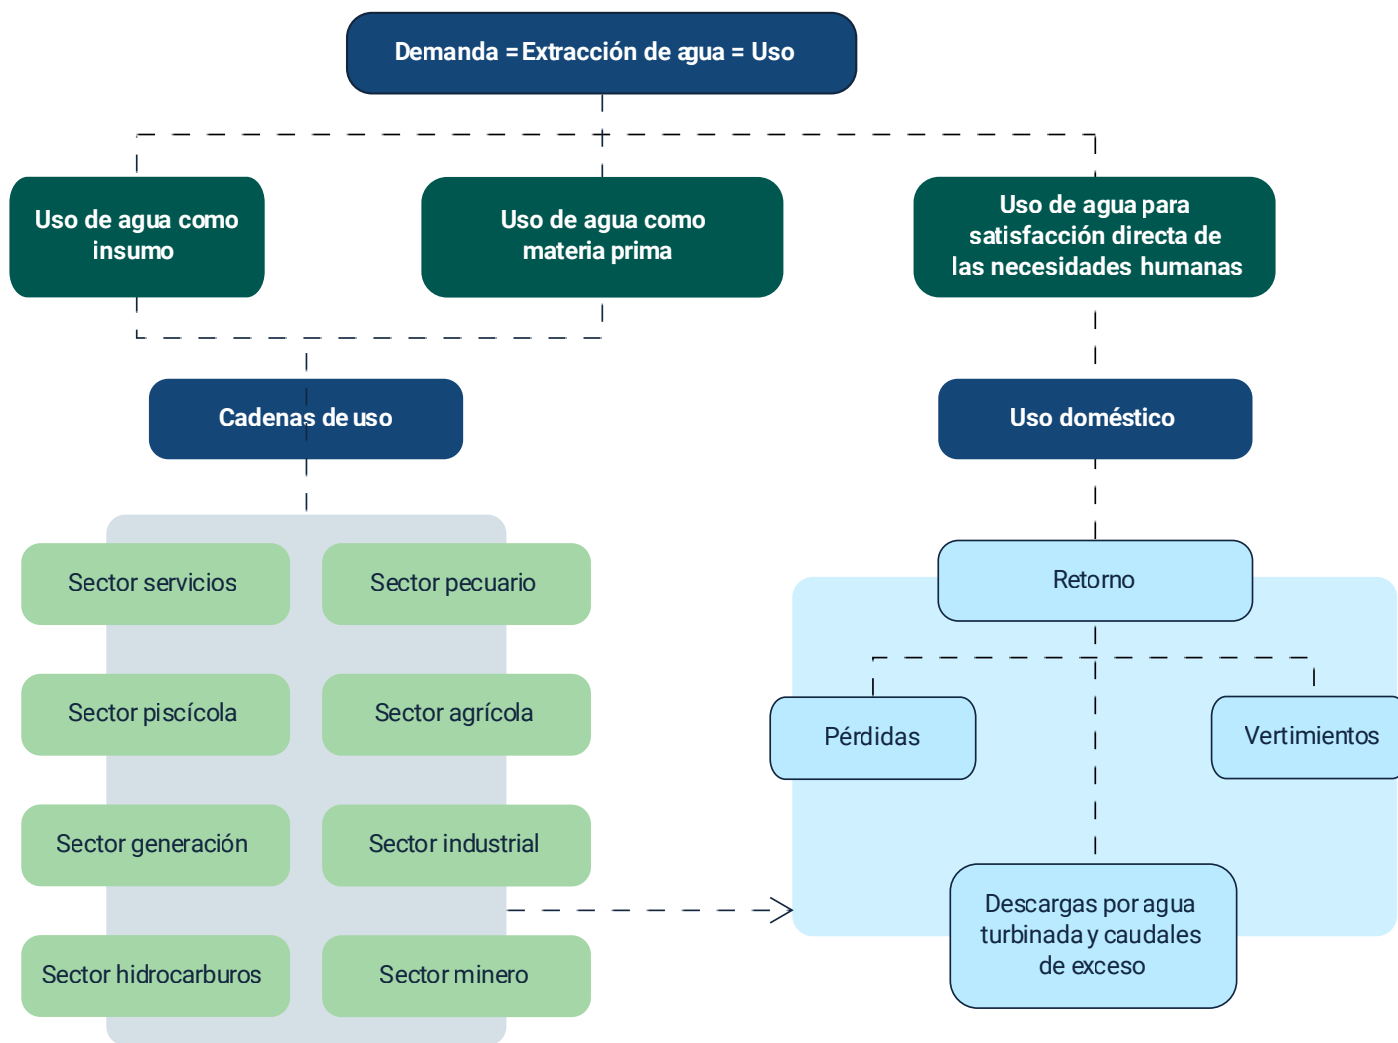 Demanda = Extracción de agua = Uso
Uso de agua como
insumo
Uso de agua como
materia prima
Uso de agua para
satisfacción directa de
las necesidades humanas
Cadenas de uso
Uso doméstico
Sector servicios
Sector pecuario
Sector piscícola
Sector agrícola
Sector generación
Sector industrial
Sector hidrocarburos
Sector minero
Retorno
Pérdidas
Vertimientos
Descargas por agua
turbinada y caudales
de exceso